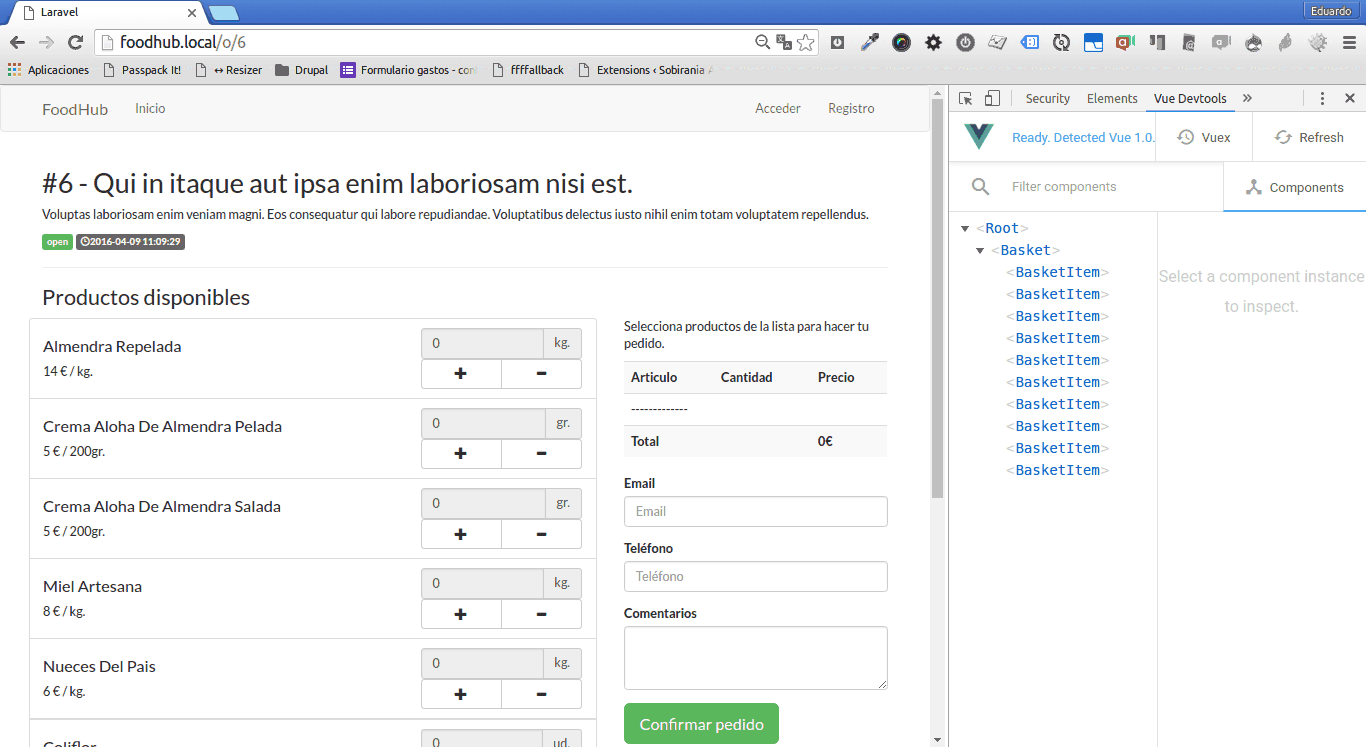 Laravel
Eduardo
foodhub.local/o/6
Aplicaciones
Passpack It!
↔ Resizer
Drupal
Formulario gastos - con
ffffallback
Extensions ‹ Sobirania
FoodHub
Inicio
Acceder
Registro
#6 - Qui in itaque aut ipsa enim laboriosam nisi est.
Voluptas laboriosam enim veniam magni. Eos consequatur qui labore repudiandae. Voluptatibus delectus iusto nihil enim totam voluptatem repellendus.
open
2016-04-09 11:09:29
Productos disponibles
Almendra Repelada
14 € / kg.
0 kg.
+ -
Crema Aloha De Almendra Pelada
5 € / 200gr.
0 gr.
+ -
Crema Aloha De Almendra Salada
5 € / 200gr.
0 gr.
+ -
Miel Artesana
8 € / kg.
0 kg.
+ -
Nueces Del Pais
6 € / kg.
0 kg.
+ -
Coliflor
0 ud.
Selecciona productos de la lista para hacer tu
pedido.
Articulo Cantidad Precio
-------------
Total 0€
Email
Email
Teléfono
Teléfono
Comentarios
Confirmar pedido
Security
Elements
Vue Devtools
»
Ready. Detected Vue 1.0.
Vuex
Refresh
Filter components
Components
<Root>
<Basket>
<BasketItem>
<BasketItem>
<BasketItem>
<BasketItem>
<BasketItem>
<BasketItem>
<BasketItem>
<BasketItem>
<BasketItem>
<BasketItem>
Select a component instance
to inspect.